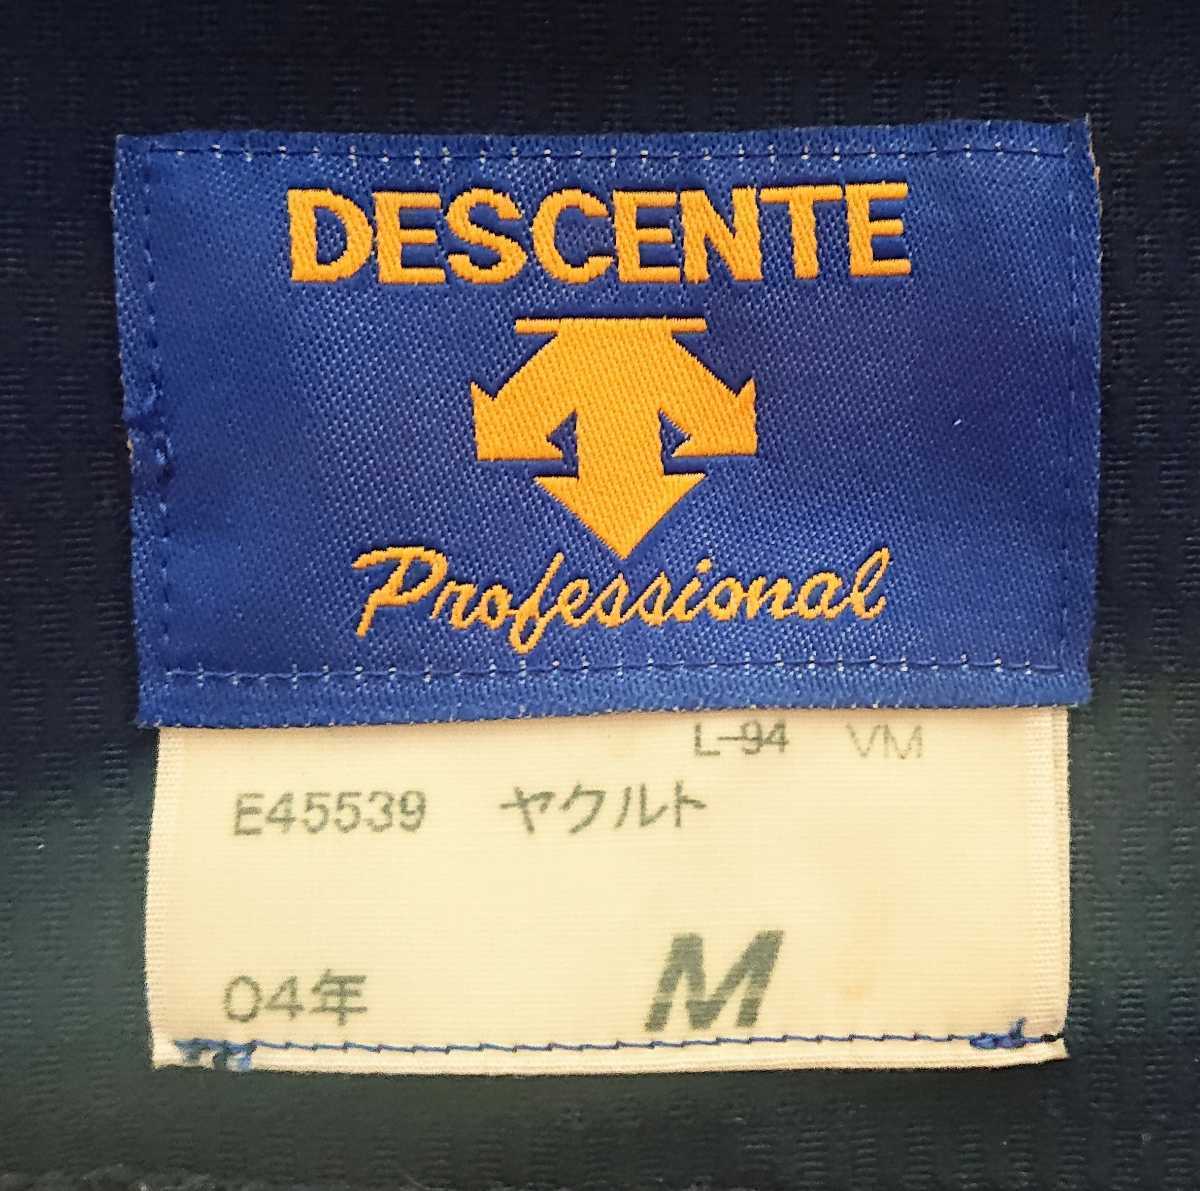 DESCENTE
Professional
L-94 VM
E45539 ヤクルト
04年 M